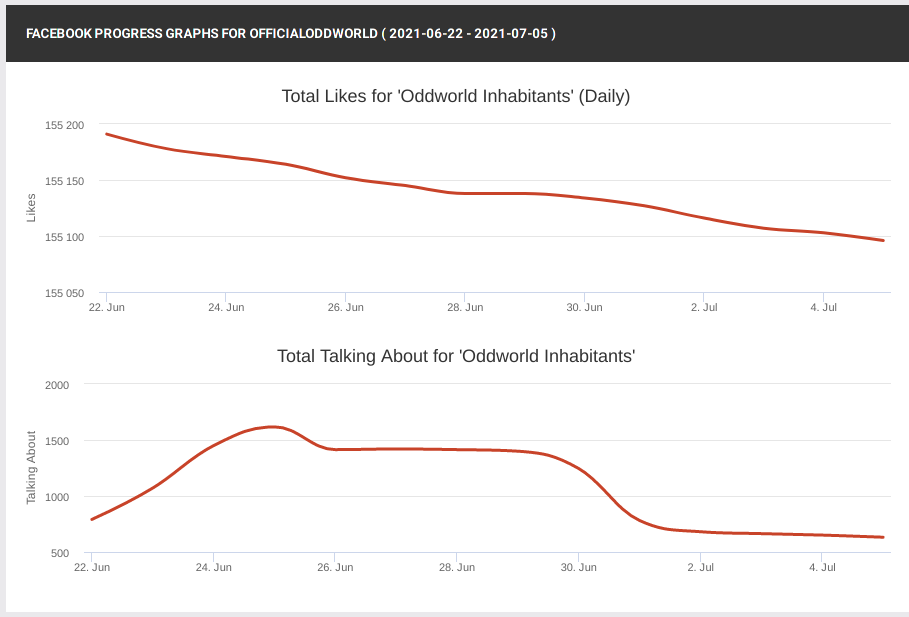 FACEBOOK PROGRESS GRAPHS FOR OFFICIALODDWORLD ( 2021-06-22 - 2021-07-05 )
Total Likes for 'Oddworld Inhabitants' (Daily)
Likes
155 200
155 150
155 100
155 050
22. Jun 24. Jun 26. Jun 28. Jun 30. Jun 2. Jul 4. Jul
Total Talking About for 'Oddworld Inhabitants'
Talking About
2000
1500
1000
500
22. Jun 24. Jun 26. Jun 28. Jun 30. Jun 2. Jul 4. Jul